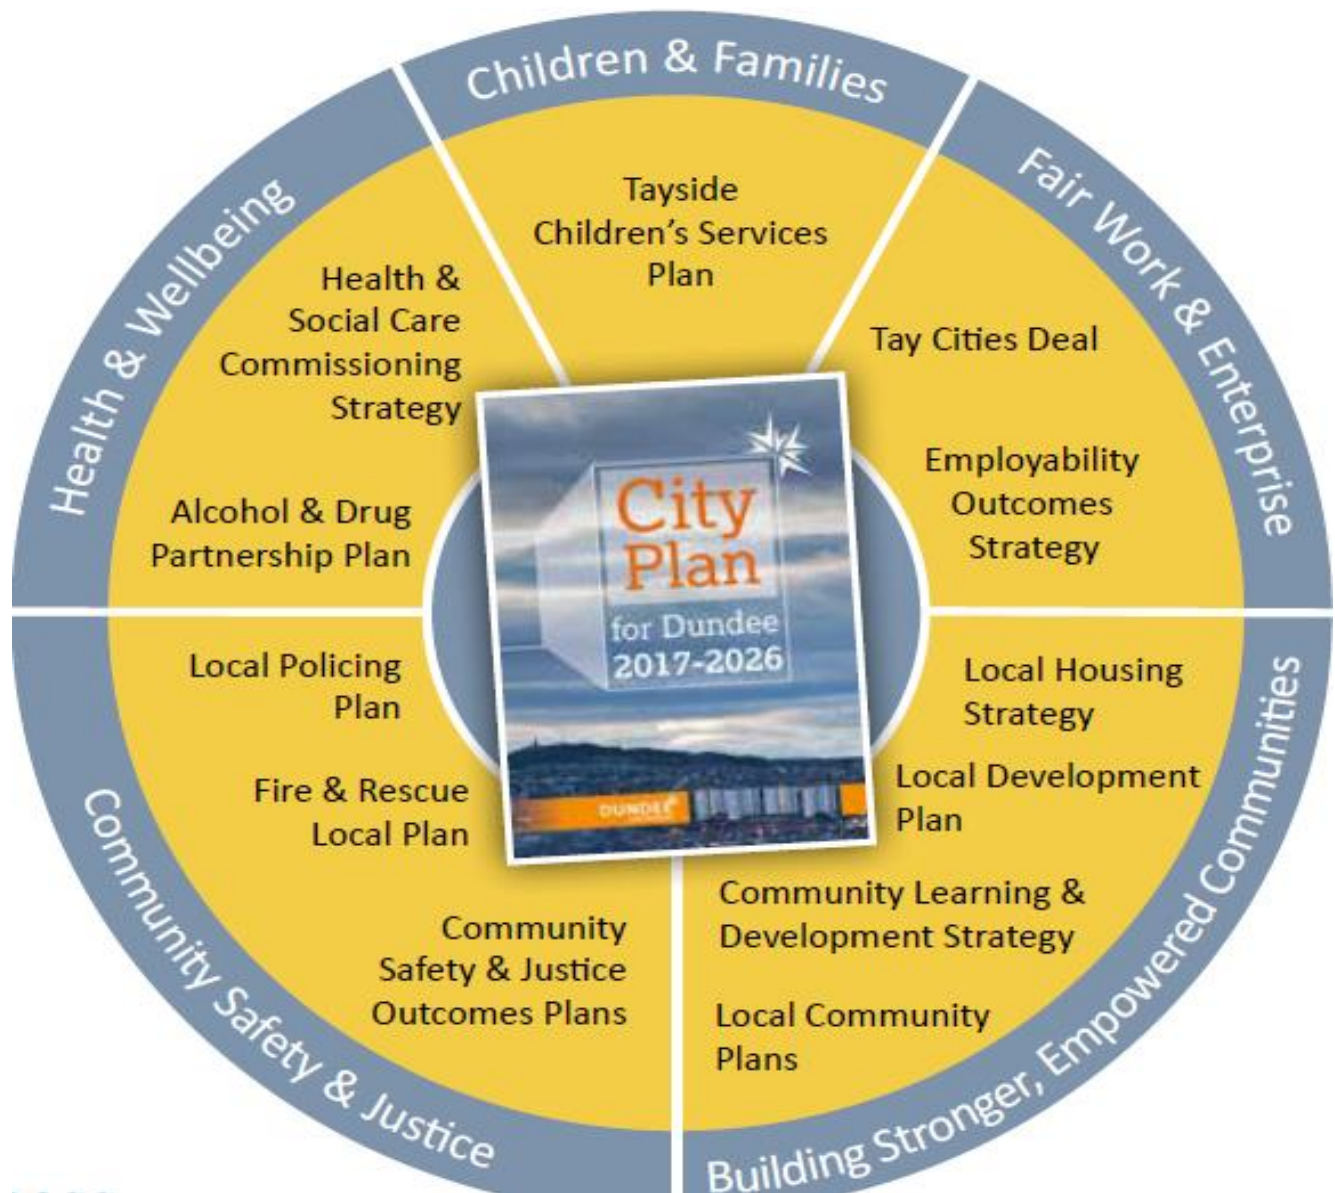 Children & Families
Tayside
Children's Services
Plan
Fair Work & Enterprise
Tay Cities Deal
Employability
Outcomes
Strategy
Building Stronger, Empowered Communities
Local Housing
Strategy
Local Development
Plan
Community Learning &
Development Strategy
Local Community
Plans
Community Safety & Justice
Local Policing
Plan
Fire & Rescue
Local Plan
Community
Safety & Justice
Outcomes Plans
Health & Wellbeing
Health &
Social Care
Commissioning
Strategy
Alcohol & Drug
Partnership Plan
City
Plan
for Dundee
2017-2026
DUNDEE